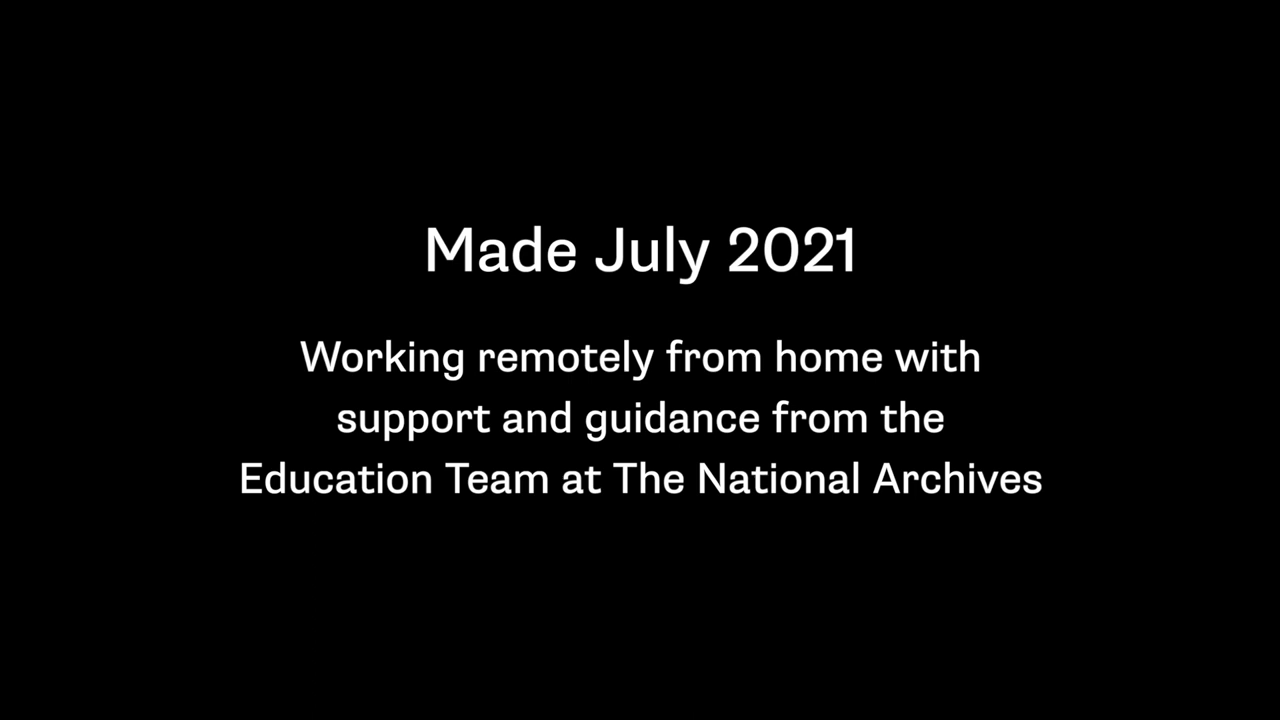 Made July 2021
Working remotely from home with
support and guidance from the
Education Team at The National Archives